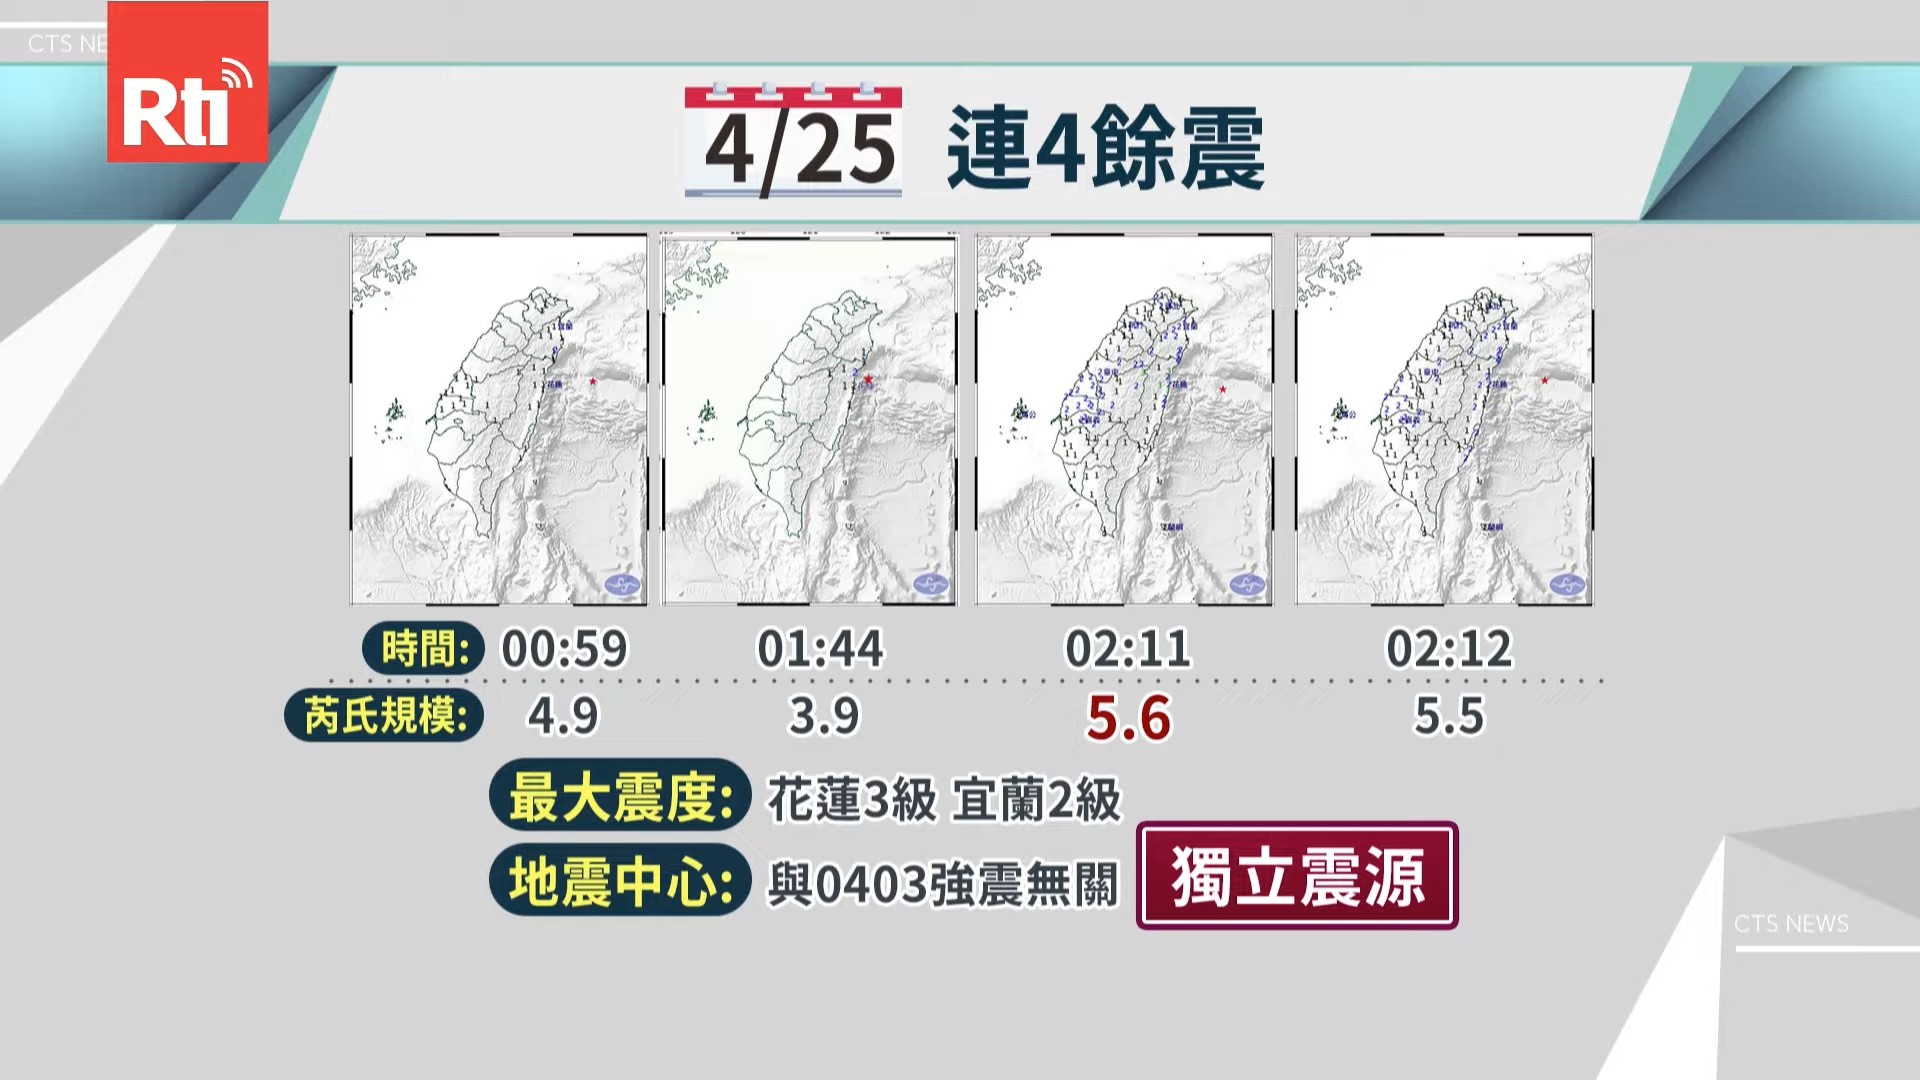 CTS NE
Rti
4/25 連4餘震
時間: 00:59 01:44 02:11 02:12
芮氏規模: 4.9 3.9 5.6 5.5
最大震度: 花蓮3級 宜蘭2級
地震中心: 與0403強震無關 獨立震源
CTS NEWS